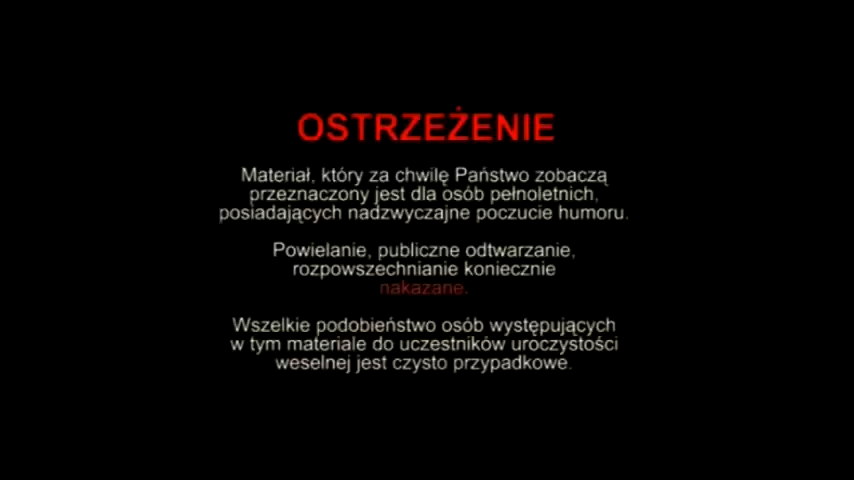 OSTRZEŻENIE
Materiał, który za chwilę Państwo zobaczą
przeznaczony jest dla osób pełnoletnich,
posiadających nadzwyczajne poczucie humoru.
Powielanie, publiczne odtwarzanie,
rozpowszechnianie koniecznie
nakazane.
Wszelkie podobieństwo osób występujących
w tym materiale do uczestników uroczystości
weselnej jest czysto przypadkowe.